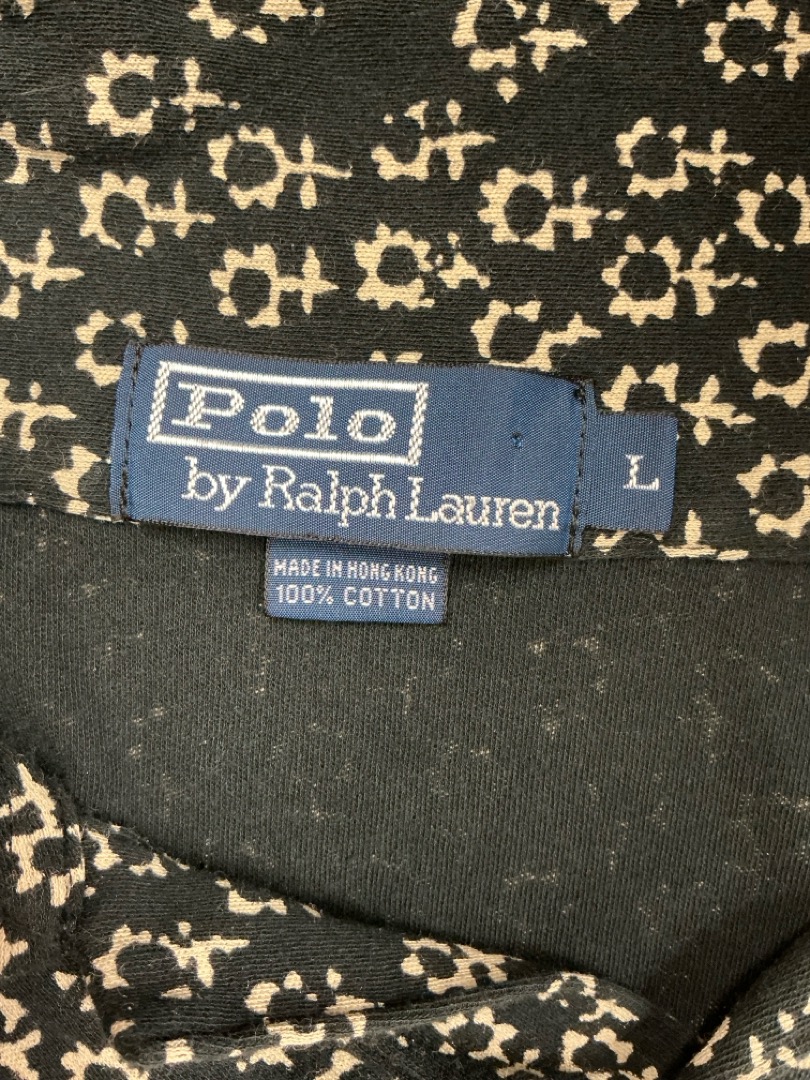 Polo
by Ralph Lauren
L
MADE IN HONG KONG
100% COTTON